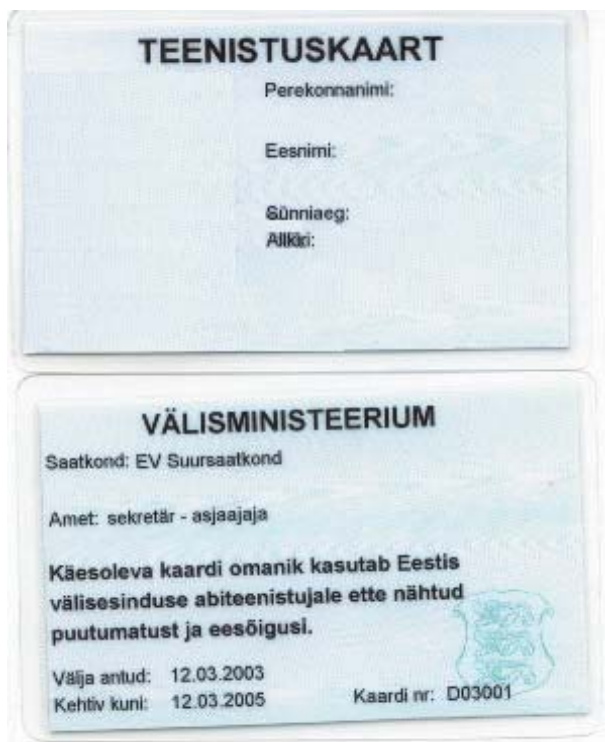 TEENISTUSKAART
Perekonnanimi:
Eesnimi:
Sünniaeg:
Allkiri:
VÄLISMINISTEERIUM
Saatkond: EV Suursaatkond
Amet: sekretär - asjaajaja
Käesoleva kaardi omanik kasutab Eestis
välisesinduse abiteenistujale ette nähtud
puutumatust ja eesõigusi.
Välja antud: 12.03.2003
Kehtiv kuni: 12.03.2005 Kaardi nr: D03001